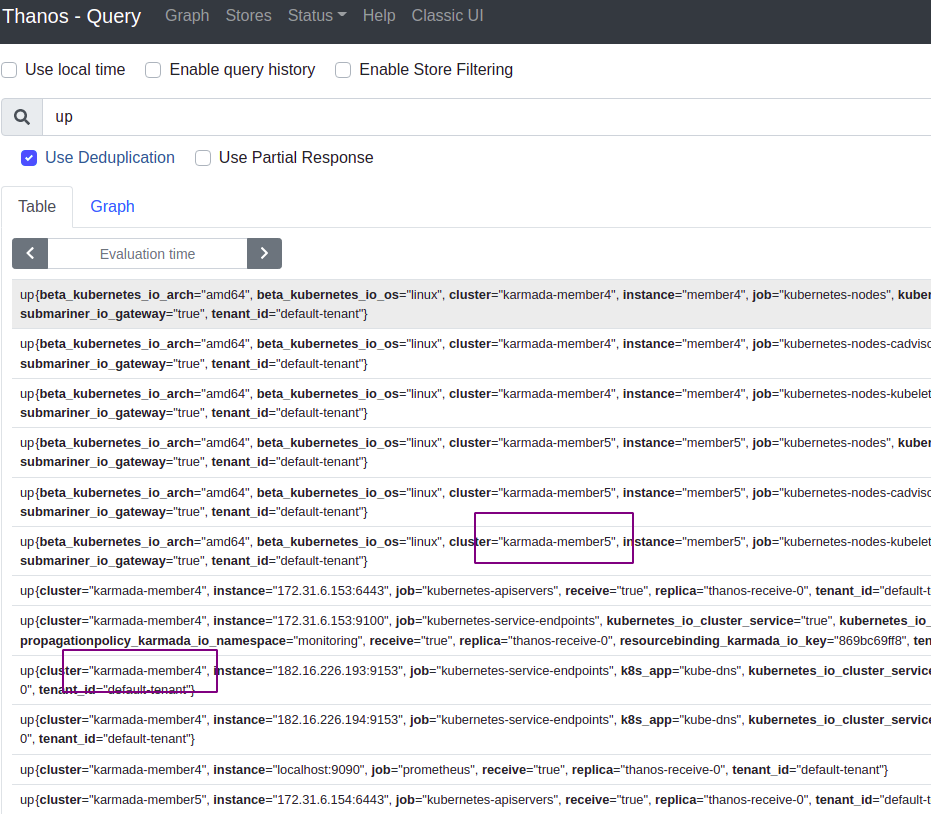 Thanos - Query Graph Stores Status Help Classic UI
Use local time Enable query history Enable Store Filtering
up
Use Deduplication Use Partial Response
Table Graph
Evaluation time
up{beta_kubernetes_io_arch="amd64", beta_kubernetes_io_os="linux", cluster="karmada-member4", instance="member4", job="kubernetes-nodes", kuber
submariner_io_gateway="true", tenant_id="default-tenant"}
up{beta_kubernetes_io_arch="amd64", beta_kubernetes_io_os="linux", cluster="karmada-member4", instance="member4", job="kubernetes-nodes-cadviso
submariner_io_gateway="true", tenant_id="default-tenant"}
up{beta_kubernetes_io_arch="amd64", beta_kubernetes_io_os="linux", cluster="karmada-member4", instance="member4", job="kubernetes-nodes-kubelet
submariner_io_gateway="true", tenant_id="default-tenant"}
up{beta_kubernetes_io_arch="amd64", beta_kubernetes_io_os="linux", cluster="karmada-member5", instance="member5", job="kubernetes-nodes", kuber
submariner_io_gateway="true", tenant_id="default-tenant"}
up{beta_kubernetes_io_arch="amd64", beta_kubernetes_io_os="linux", cluster="karmada-member5", instance="member5", job="kubernetes-nodes-cadviso
submariner_io_gateway="true", tenant_id="default-tenant"}
up{beta_kubernetes_io_arch="amd64", beta_kubernetes_io_os="linux", cluster="karmada-member5", instance="member5", job="kubernetes-nodes-kubelet
submariner_io_gateway="true", tenant_id="default-tenant"}
up{cluster="karmada-member4", instance="172.31.6.153:6443", job="kubernetes-apiservers", receive="true", replica="thanos-receive-0", tenant_id="default-t
up{cluster="karmada-member4", instance="172.31.6.153:9100", job="kubernetes-service-endpoints", kubernetes_io_cluster_service="true", kubernetes_io_
propagationpolicy_karmada_io_namespace="monitoring", receive="true", replica="thanos-receive-0", resourcebinding_karmada_io_key="869bc69ff8", ten
up{cluster="karmada-member4", instance="182.16.226.193:9153", job="kubernetes-service-endpoints", k8s_app="kube-dns", kubernetes_io_cluster_service
0", tenant_id="default-tenant"}
up{cluster="karmada-member4", instance="182.16.226.194:9153", job="kubernetes-service-endpoints", k8s_app="kube-dns", kubernetes_io_cluster_service
0", tenant_id="default-tenant"}
up{cluster="karmada-member4", instance="localhost:9090", job="prometheus", receive="true", replica="thanos-receive-0", tenant_id="default-tenant"}
up{cluster="karmada-member5", instance="172.31.6.154:6443", job="kubernetes-apiservers", receive="true", replica="thanos-receive-0", tenant_id="default-t